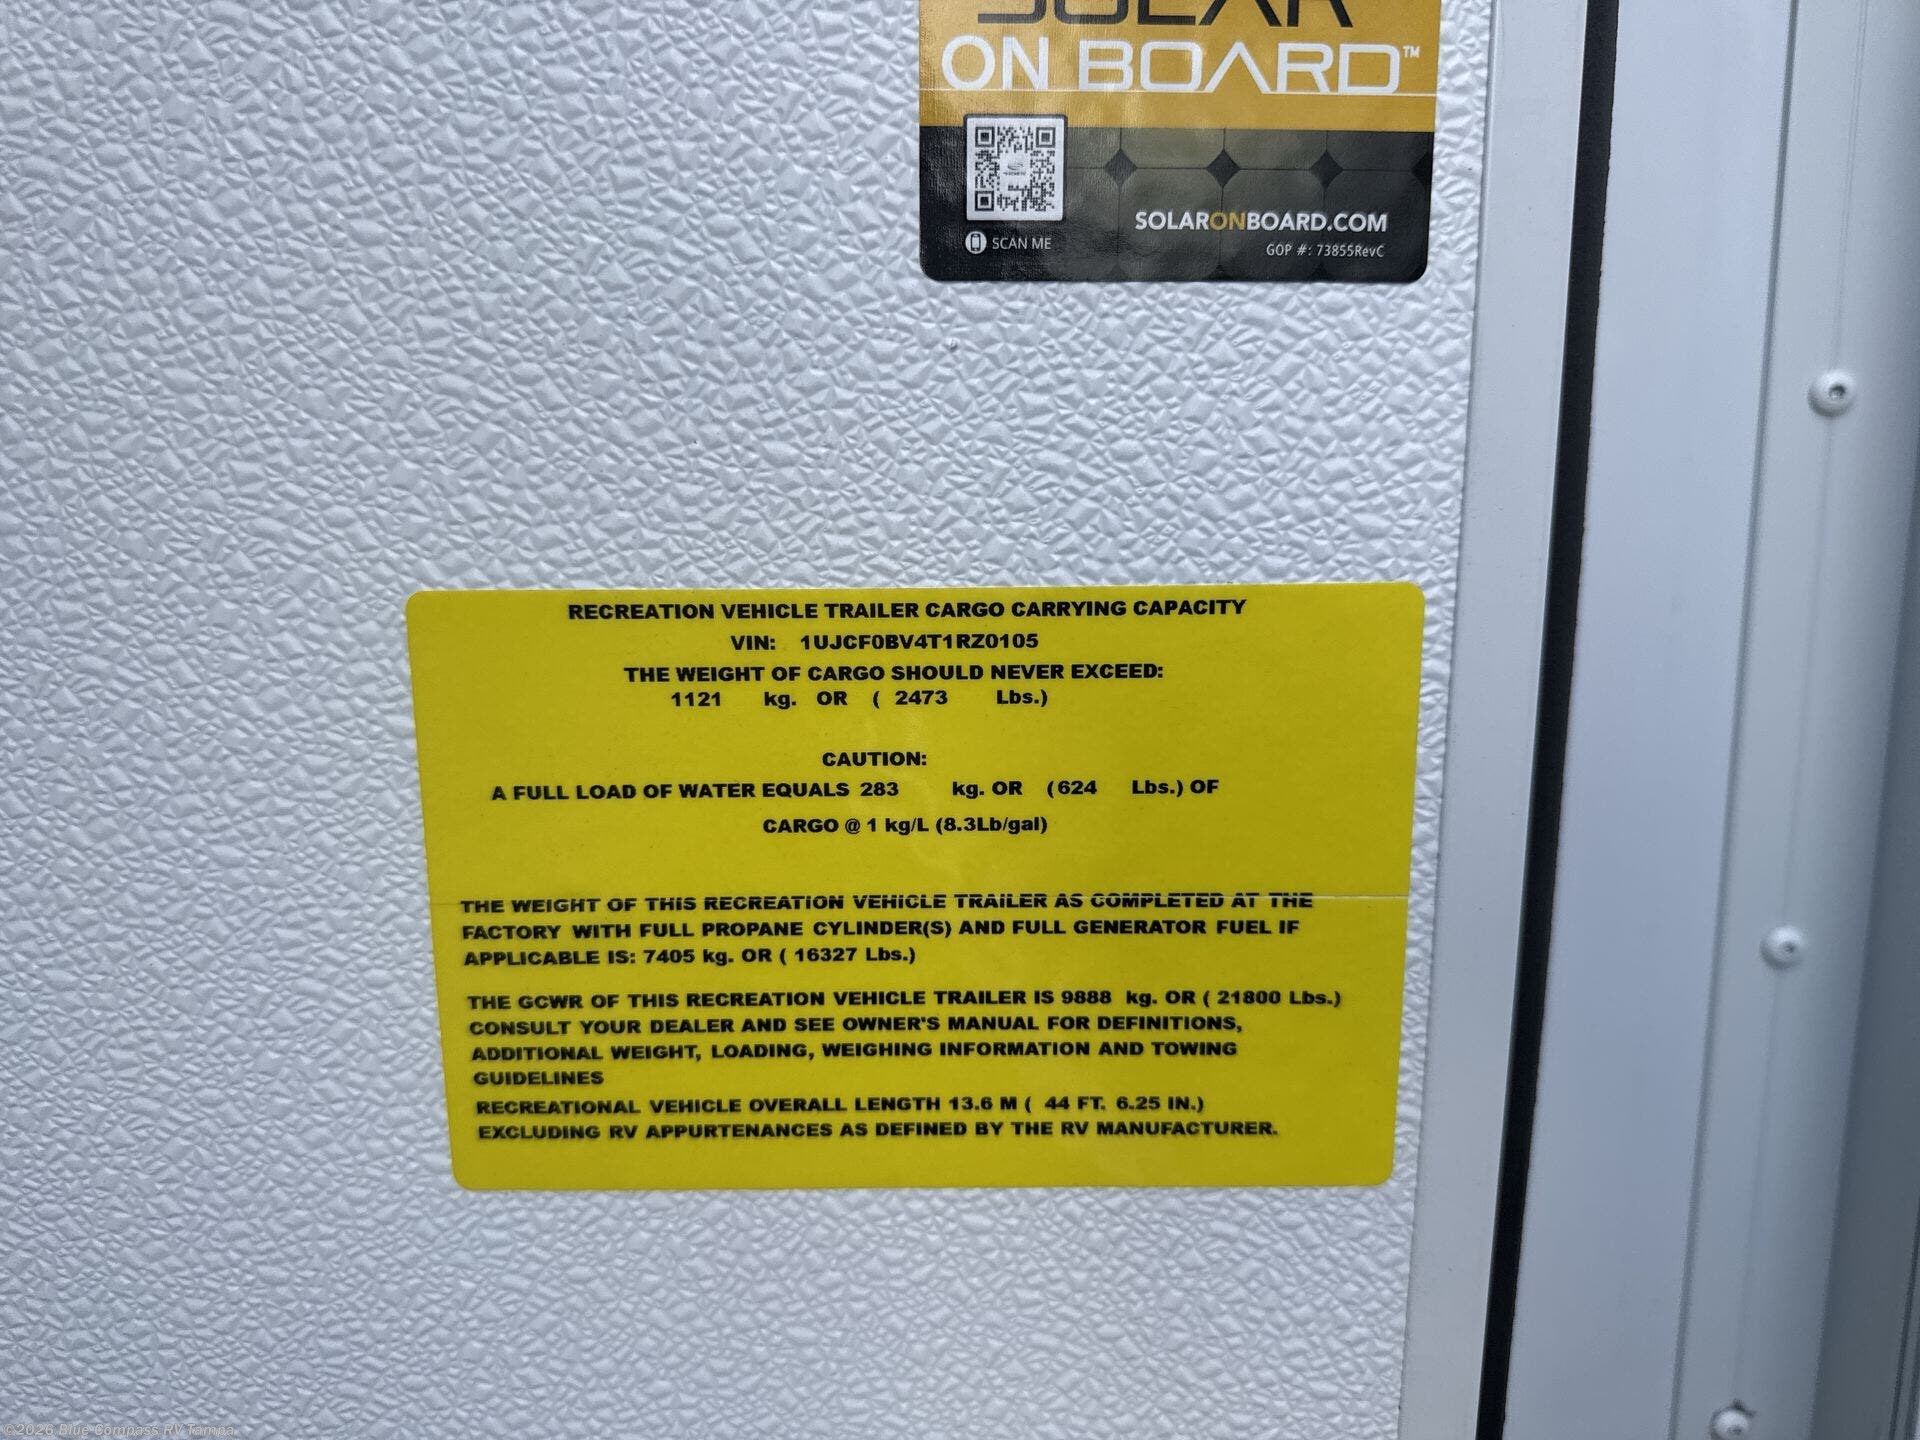 SOLAR
ON BOARD™
SCAN ME
SOLARONBOARD.COM
GOP #: 73855RevC
RECREATION VEHICLE TRAILER CARGO CARRYING CAPACITY
VIN: 1UJCF0BV4T1RZ0105
THE WEIGHT OF CARGO SHOULD NEVER EXCEED:
1121 kg. OR ( 2473 Lbs.)
CAUTION:
A FULL LOAD OF WATER EQUALS 283 kg. OR (624 Lbs.) OF
CARGO @ 1 kg/L (8.3Lb/gal)
THE WEIGHT OF THIS RECREATION VEHICLE TRAILER AS COMPLETED AT THE
FACTORY WITH FULL PROPANE CYLINDER(S) AND FULL GENERATOR FUEL IF
APPLICABLE IS: 7405 kg. OR ( 16327 Lbs.)
THE GCWR OF THIS RECREATION VEHICLE TRAILER IS 9888 kg. OR ( 21800 Lbs.)
CONSULT YOUR DEALER AND SEE OWNER'S MANUAL FOR DEFINITIONS,
ADDITIONAL WEIGHT, LOADING, WEIGHING INFORMATION AND TOWING
GUIDELINES
RECREATIONAL VEHICLE OVERALL LENGTH 13.6 M ( 44 FT. 6.25 IN.)
EXCLUDING RV APPURTENANCES AS DEFINED BY THE RV MANUFACTURER.
©2026 Blue Compass RV Tampa